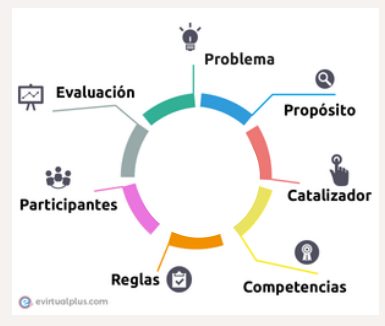 Problema
Propósito
Catalizador
Competencias
Reglas
Participantes
Evaluación
evirtualplus.com